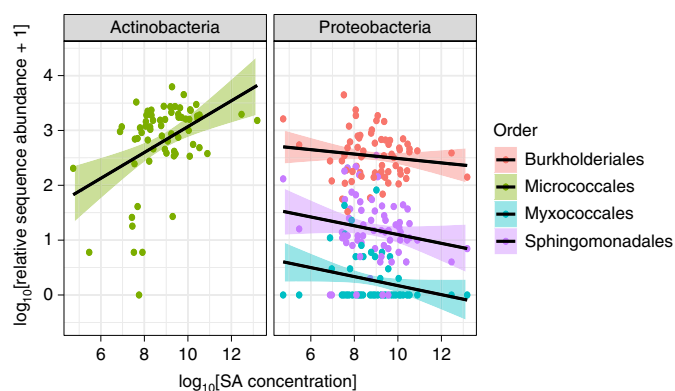 Actinobacteria Proteobacteria
log10[relative sequence abundance + 1]
4
3
2
1
0
6 8 10 12 6 8 10 12
log10[SA concentration]
Order
Burkholderiales
Micrococcales
Myxococcales
Sphingomonadales